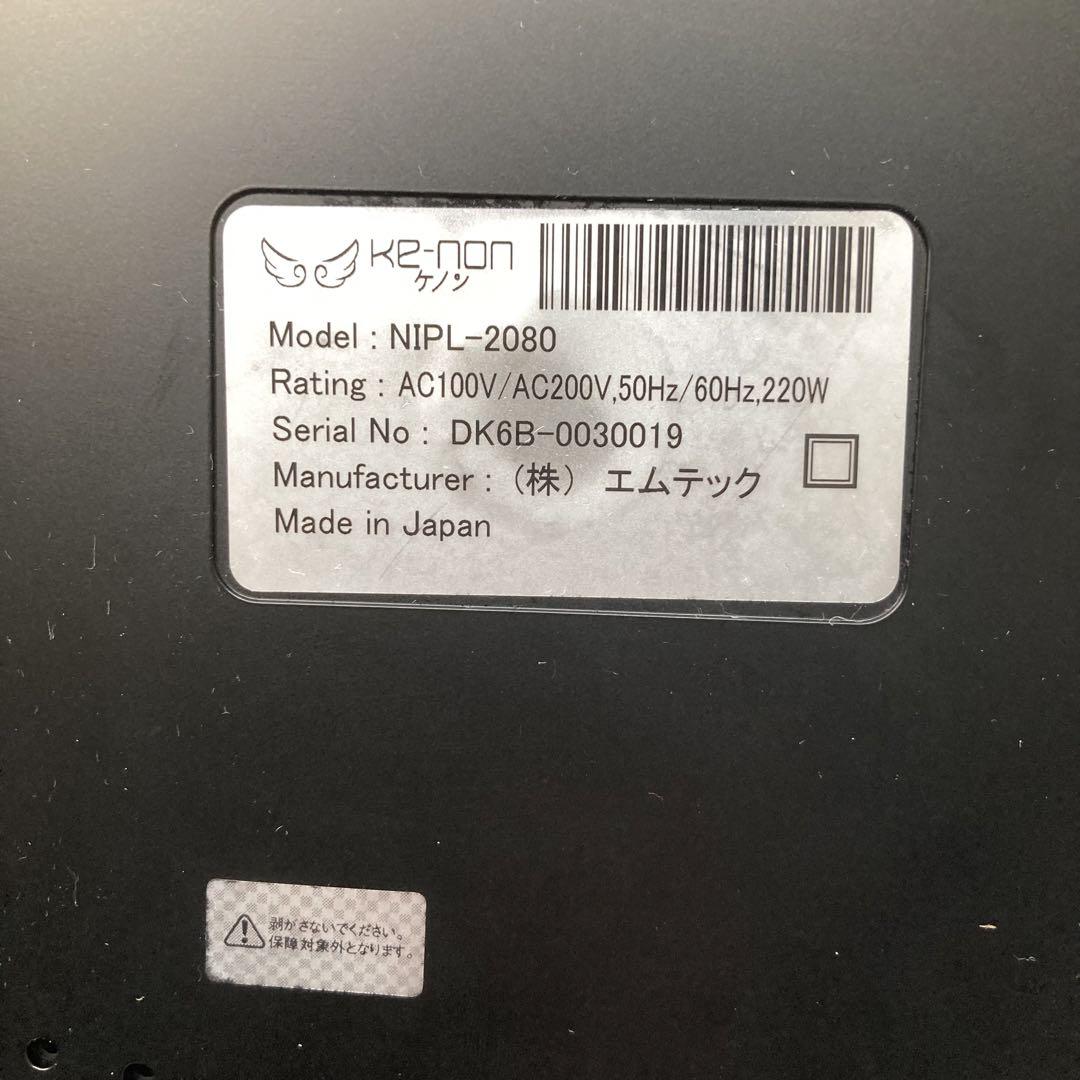 ke-non
ケノン
Model : NIPL-2080
Rating : AC100V/AC200V,50Hz/60Hz,220W
Serial No : DK6B-0030019
Manufacturer : （株） エムテック
Made in Japan
剥がさないでください。
保障対象外となります。